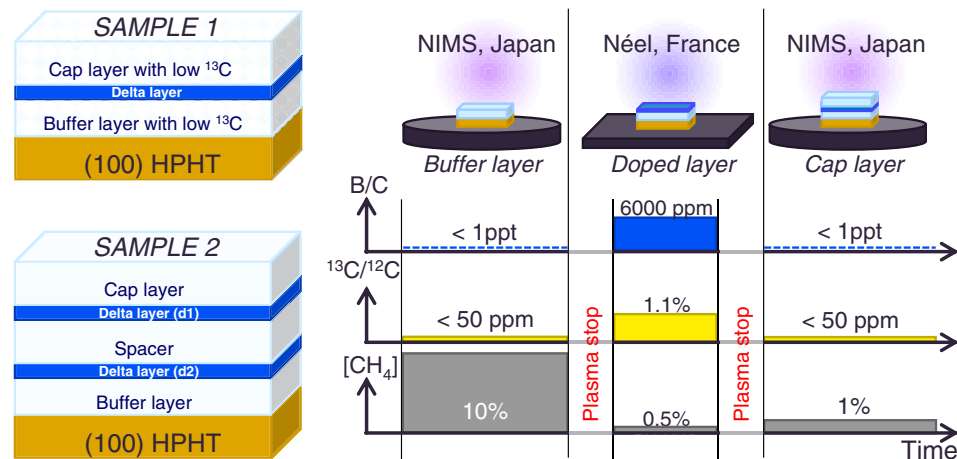 SAMPLE 1
Cap layer with low ¹³C
Delta layer
Buffer layer with low ¹³C
(100) HPHT
SAMPLE 2
Cap layer
Delta layer (d1)
Spacer
Delta layer (d2)
Buffer layer
(100) HPHT
NIMS, Japan
Néel, France
NIMS, Japan
Buffer layer
Doped layer
Cap layer
B/C
< 1ppt
6000 ppm
< 1ppt
¹³C/¹²C
< 50 ppm
1.1%
< 50 ppm
[CH₄]
10%
Plasma stop
0.5%
Plasma stop
1%
Time